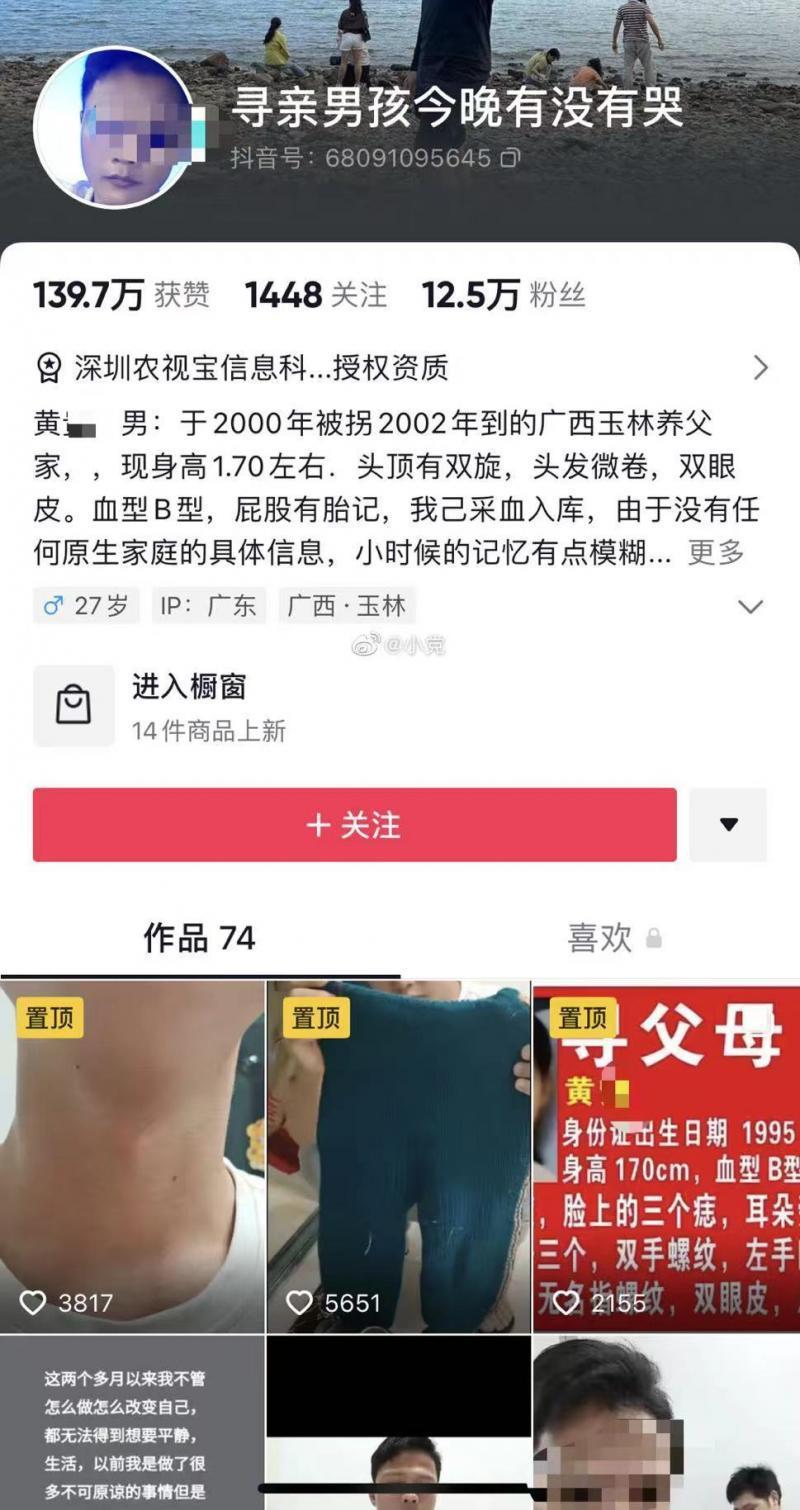 寻亲男孩今晚有没有哭
抖音号：68091095645
139.7万 获赞 1448 关注 12.5万 粉丝
深圳农视宝信息科...授权资质
黄 男：于2000年被拐2002年到的广西玉林养父
家，，现身高1.70左右．头顶有双旋，头发微卷，双眼
皮。血型B型，屁股有胎记，我己采血入库，由于没有任
何原生家庭的具体信息，小时候的记忆有点模糊... 更多
♂ 27岁 IP：广东 广西·玉林
@小党
进入橱窗
14件商品上新
+ 关注
作品 74 喜欢
置顶
3817
置顶
5651
置顶
寻父母
黄
身份证出生日期 1995
身高170cm，血型B型
，脸上的三个痣，耳朵
三个，双手螺纹，左手
无名指螺纹，双眼皮，
2155
这两个多月以来我不管
怎么做怎么改变自己，
都无法得到想要平静，
生活，以前我是做了很
多不可原谅的事情但是